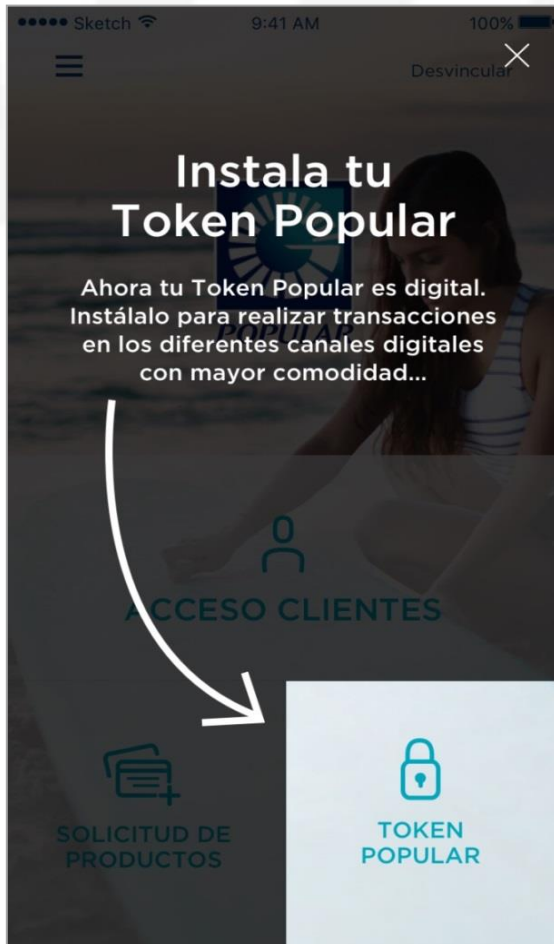 Sketch 9:41 AM 100%
Desvincular
Instala tu
Token Popular
Ahora tu Token Popular es digital.
Instálalo para realizar transacciones
en los diferentes canales digitales
con mayor comodidad...
POPULAR
ACCESO CLIENTES
SOLICITUD DE
PRODUCTOS
TOKEN
POPULAR